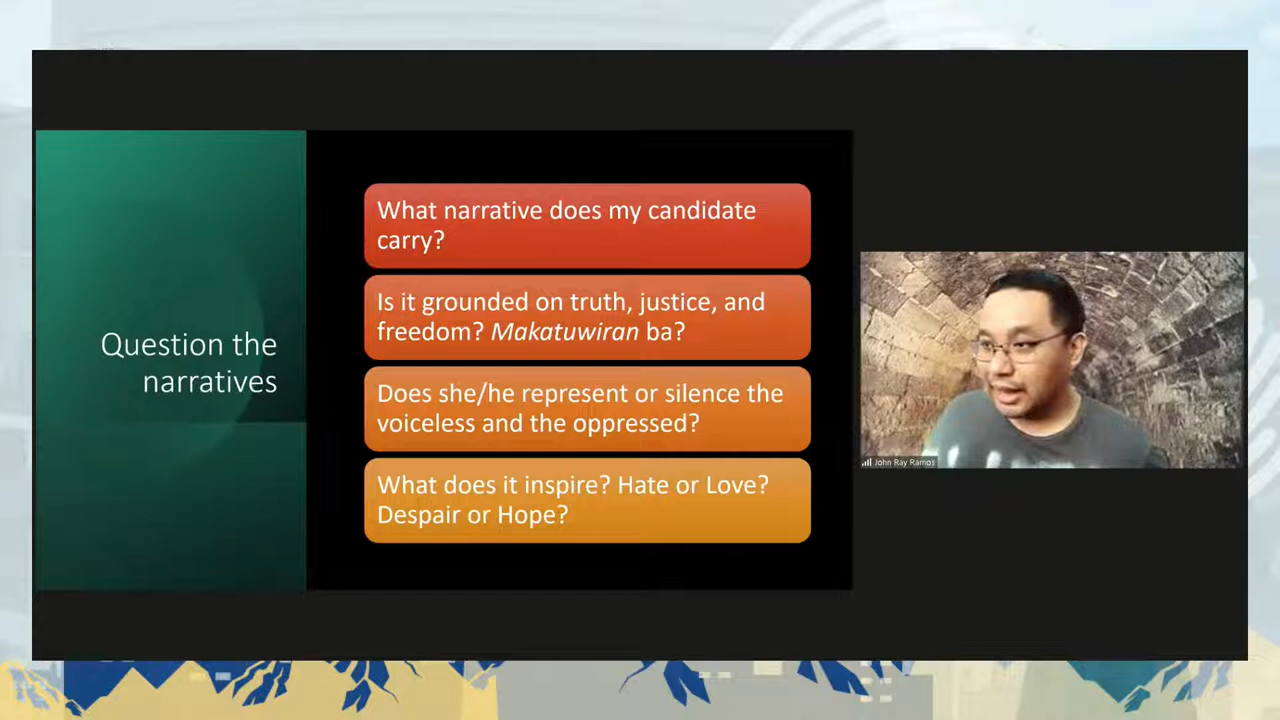 Question the
narratives
What narrative does my candidate
carry?
Is it grounded on truth, justice, and
freedom? Makatuwiran ba?
Does she/he represent or silence the
voiceless and the oppressed?
What does it inspire? Hate or Love?
Despair or Hope?
John Ray Ramos